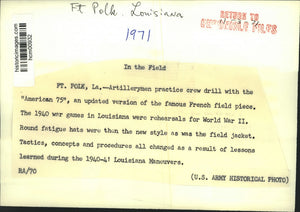 Ft Polk, Louisiana
RETURN TO
1971
historicimages.com
In the Field
FT. POLK, La.--Artillerymen practice crew drill with the
"American 75", an updated version of the famous French field pieces.
The 1940 war games in Louisiana were rehearsals for World War II.
Round fatigue hats were then the new style as was the field jacket.
Tactics, concepts and procedures all changed as a result of lessons
learned during the 1940-41 Louisiana Maneuvers.
RA/70
(U.S. ARMY HISTORICAL PHOTO)